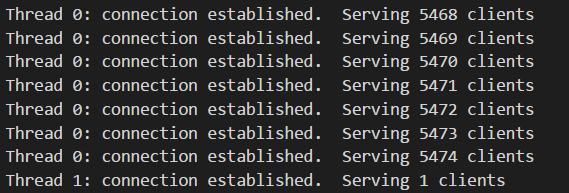 Thread 0: connection established.  Serving 5468 clients
Thread 0: connection established.  Serving 5469 clients
Thread 0: connection established.  Serving 5470 clients
Thread 0: connection established.  Serving 5471 clients
Thread 0: connection established.  Serving 5472 clients
Thread 0: connection established.  Serving 5473 clients
Thread 0: connection established.  Serving 5474 clients
Thread 1: connection established.  Serving 1 clients